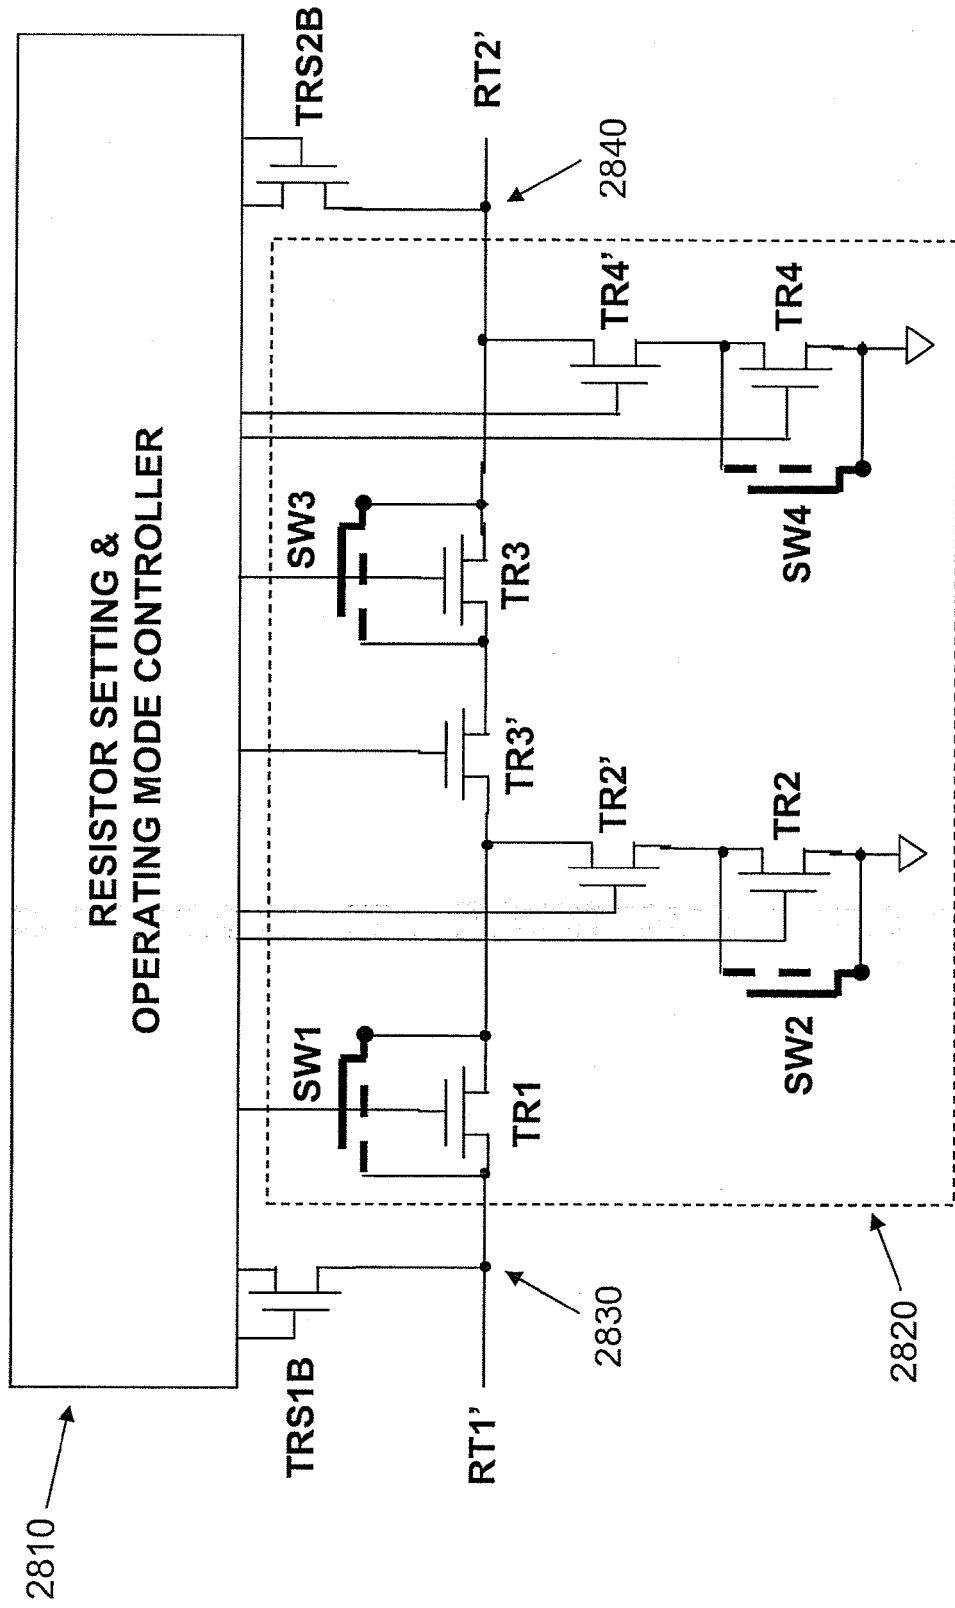 2810
RESISTOR SETTING &
OPERATING MODE CONTROLLER
TRS1B
TRS2B
SW1
SW3
RT1'
RT2'
TR1
TR3'
TR3
2830
2840
TR2'
TR4'
SW2
TR2
SW4
TR4
2820